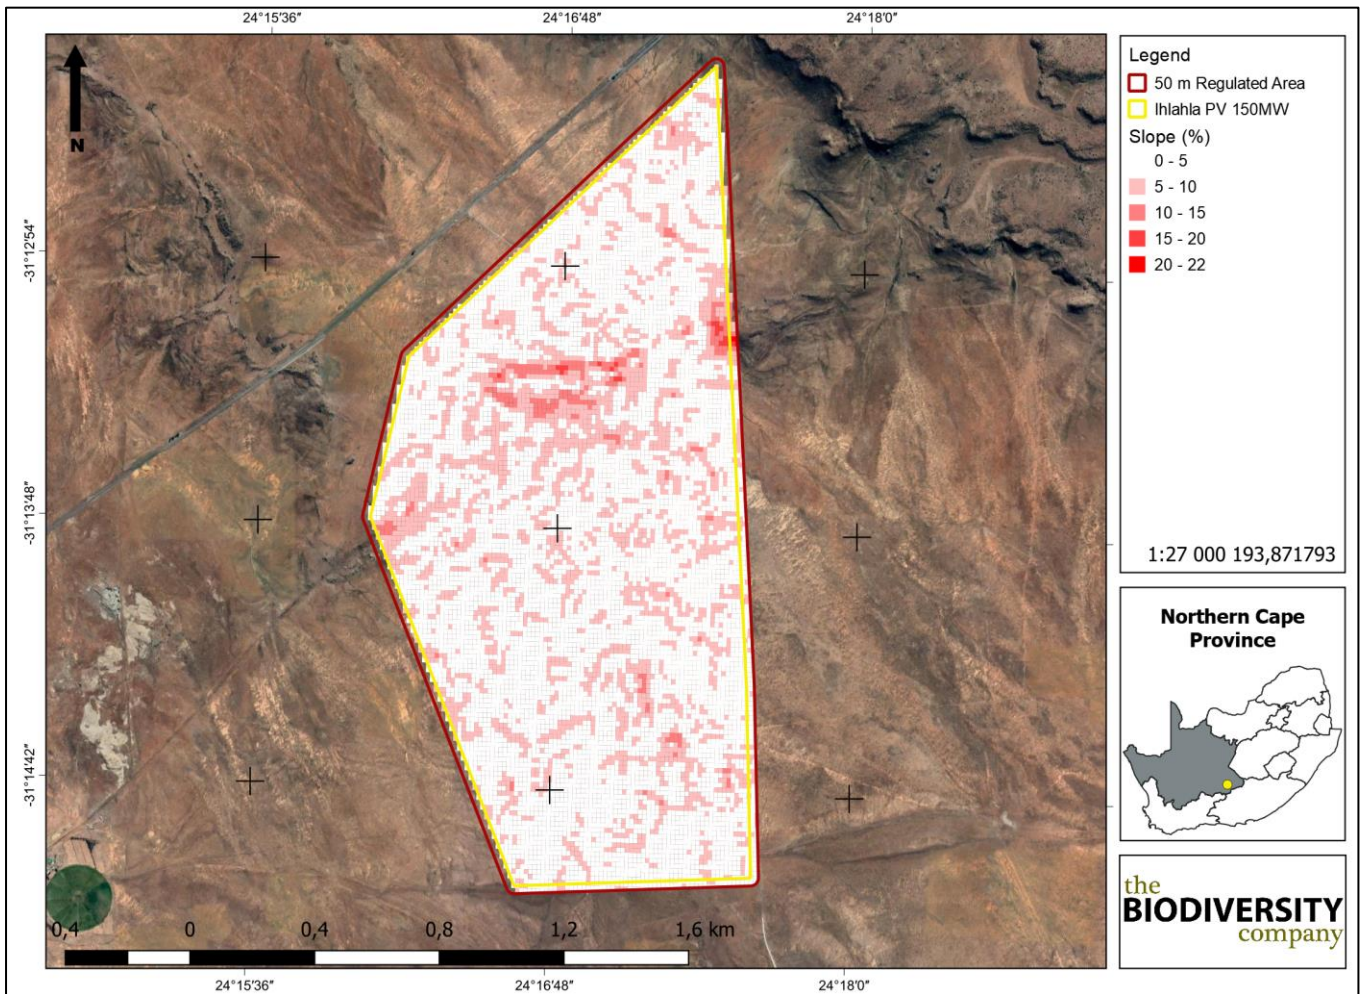 24°15'36"
24°16'48"
24°18'0"
N
-31°12'54"
-31°13'48"
-31°14'42"
0,4
0
0,4
0,8
1,2
1,6 km
24°15'36"
24°16'48"
24°18'0"
Legend
50 m Regulated Area
Ihlahla PV 150MW
Slope (%)
0 - 5
5 - 10
10 - 15
15 - 20
20 - 22
1:27 000 193,871793
Northern Cape
Province
the
BIODIVERSITY
company